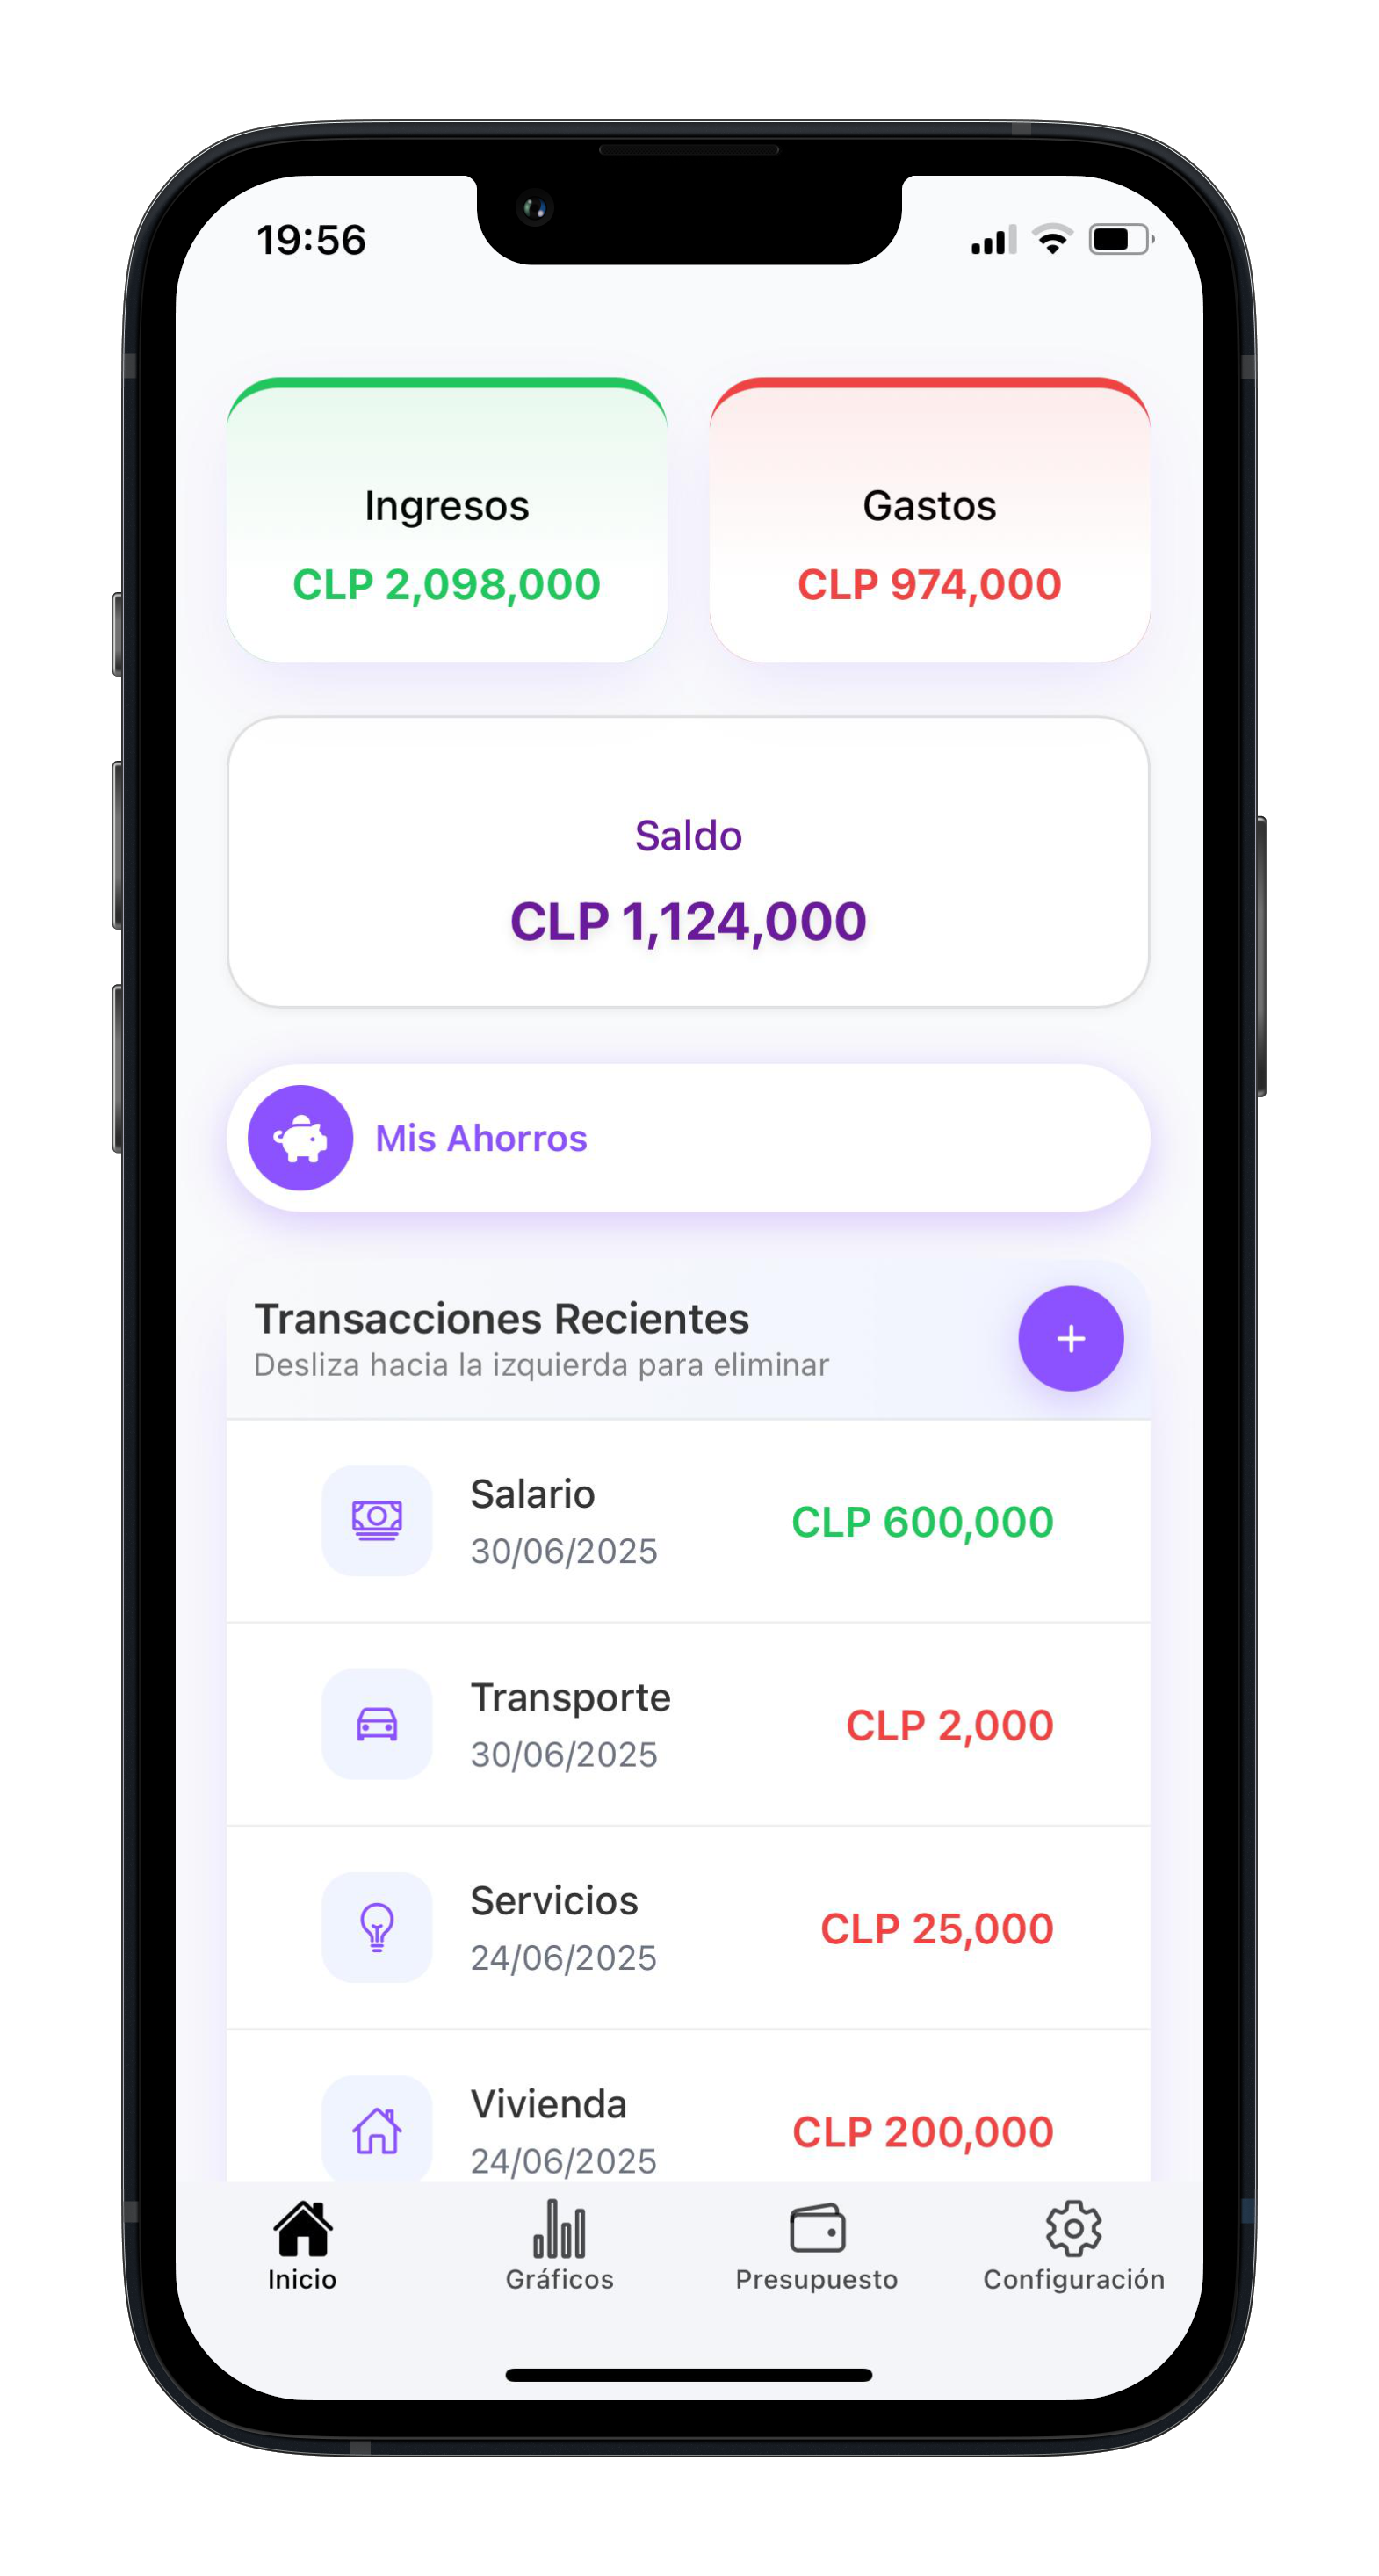 19:56
Ingresos
CLP 2,098,000
Gastos
CLP 974,000
Saldo
CLP 1,124,000
Mis Ahorros
Transacciones Recientes
Desliza hacia la izquierda para eliminar
+
Salario
30/06/2025
CLP 600,000
Transporte
30/06/2025
CLP 2,000
Servicios
24/06/2025
CLP 25,000
Vivienda
24/06/2025
CLP 200,000
Inicio
Gráficos
Presupuesto
Configuración